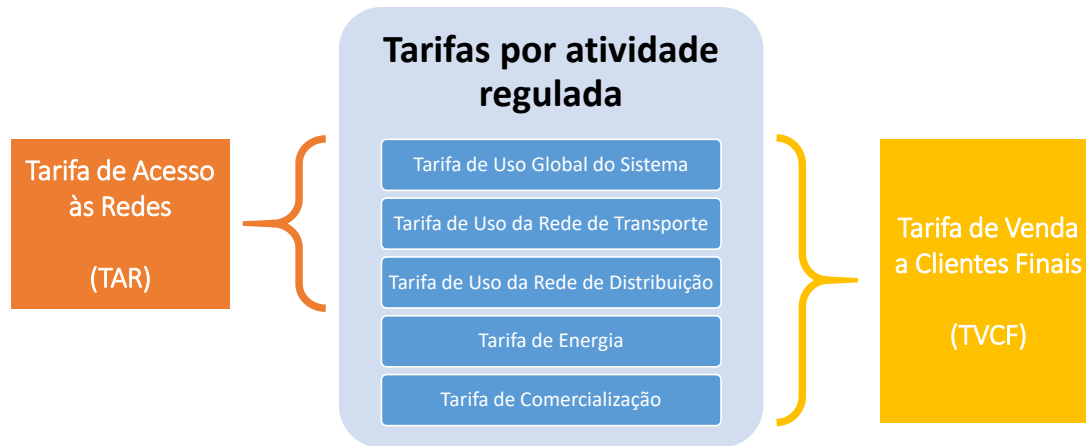 Tarifas por atividade
regulada
Tarifa de Acesso
às Redes
(TAR)
Tarifa de Uso Global do Sistema
Tarifa de Uso da Rede de Transporte
Tarifa de Uso da Rede de Distribuição
Tarifa de Energia
Tarifa de Comercialização
Tarifa de Venda
a Clientes Finais
(TVCF)